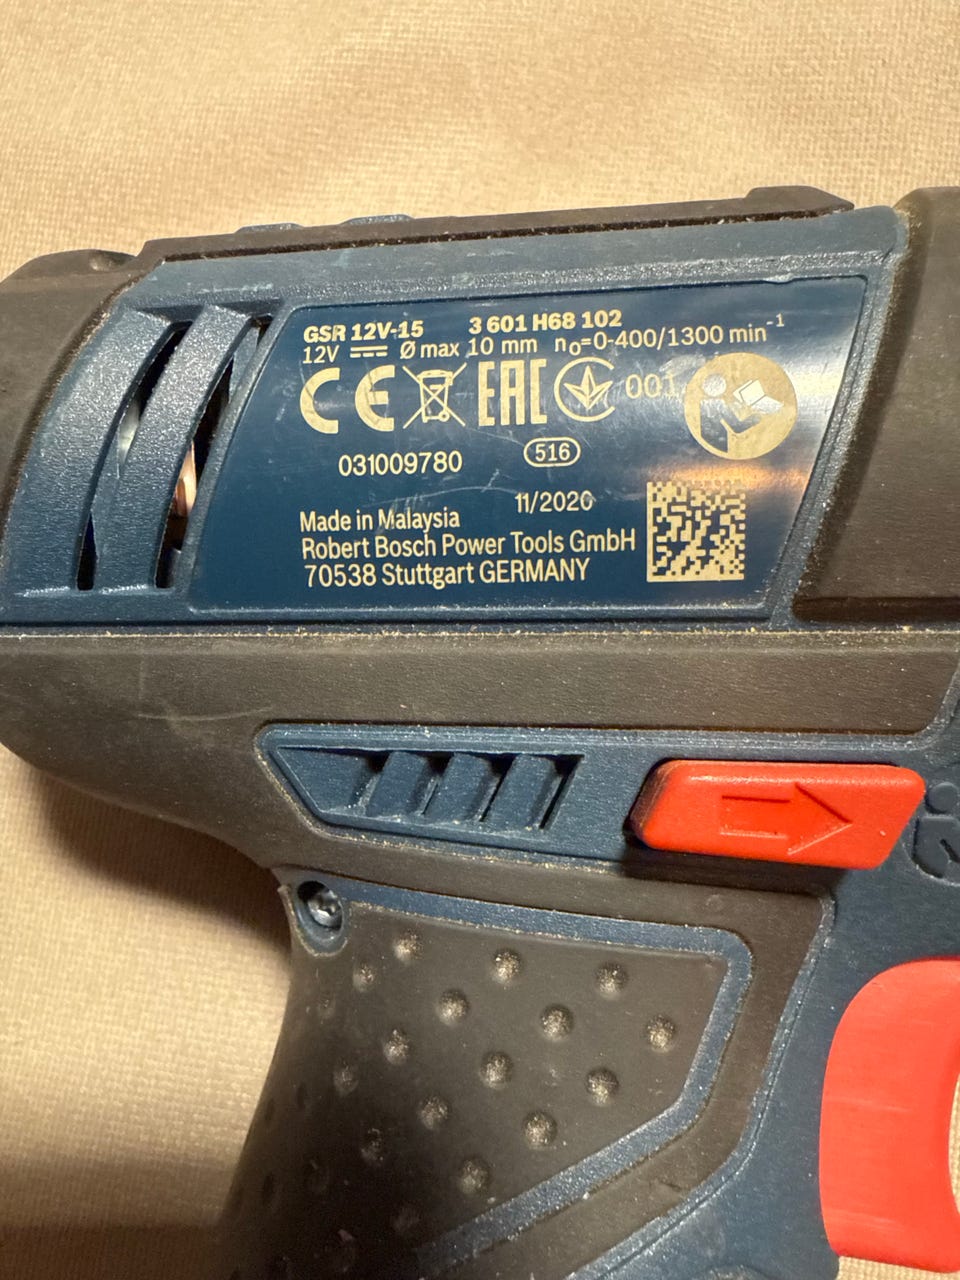 GSR 12V-15 3 601 H68 102
12V ⎓ Ø max 10 mm n₀=0-400/1300 min⁻¹
CE EAC 001
031009780 516
11/2020
Made in Malaysia
Robert Bosch Power Tools GmbH
70538 Stuttgart GERMANY